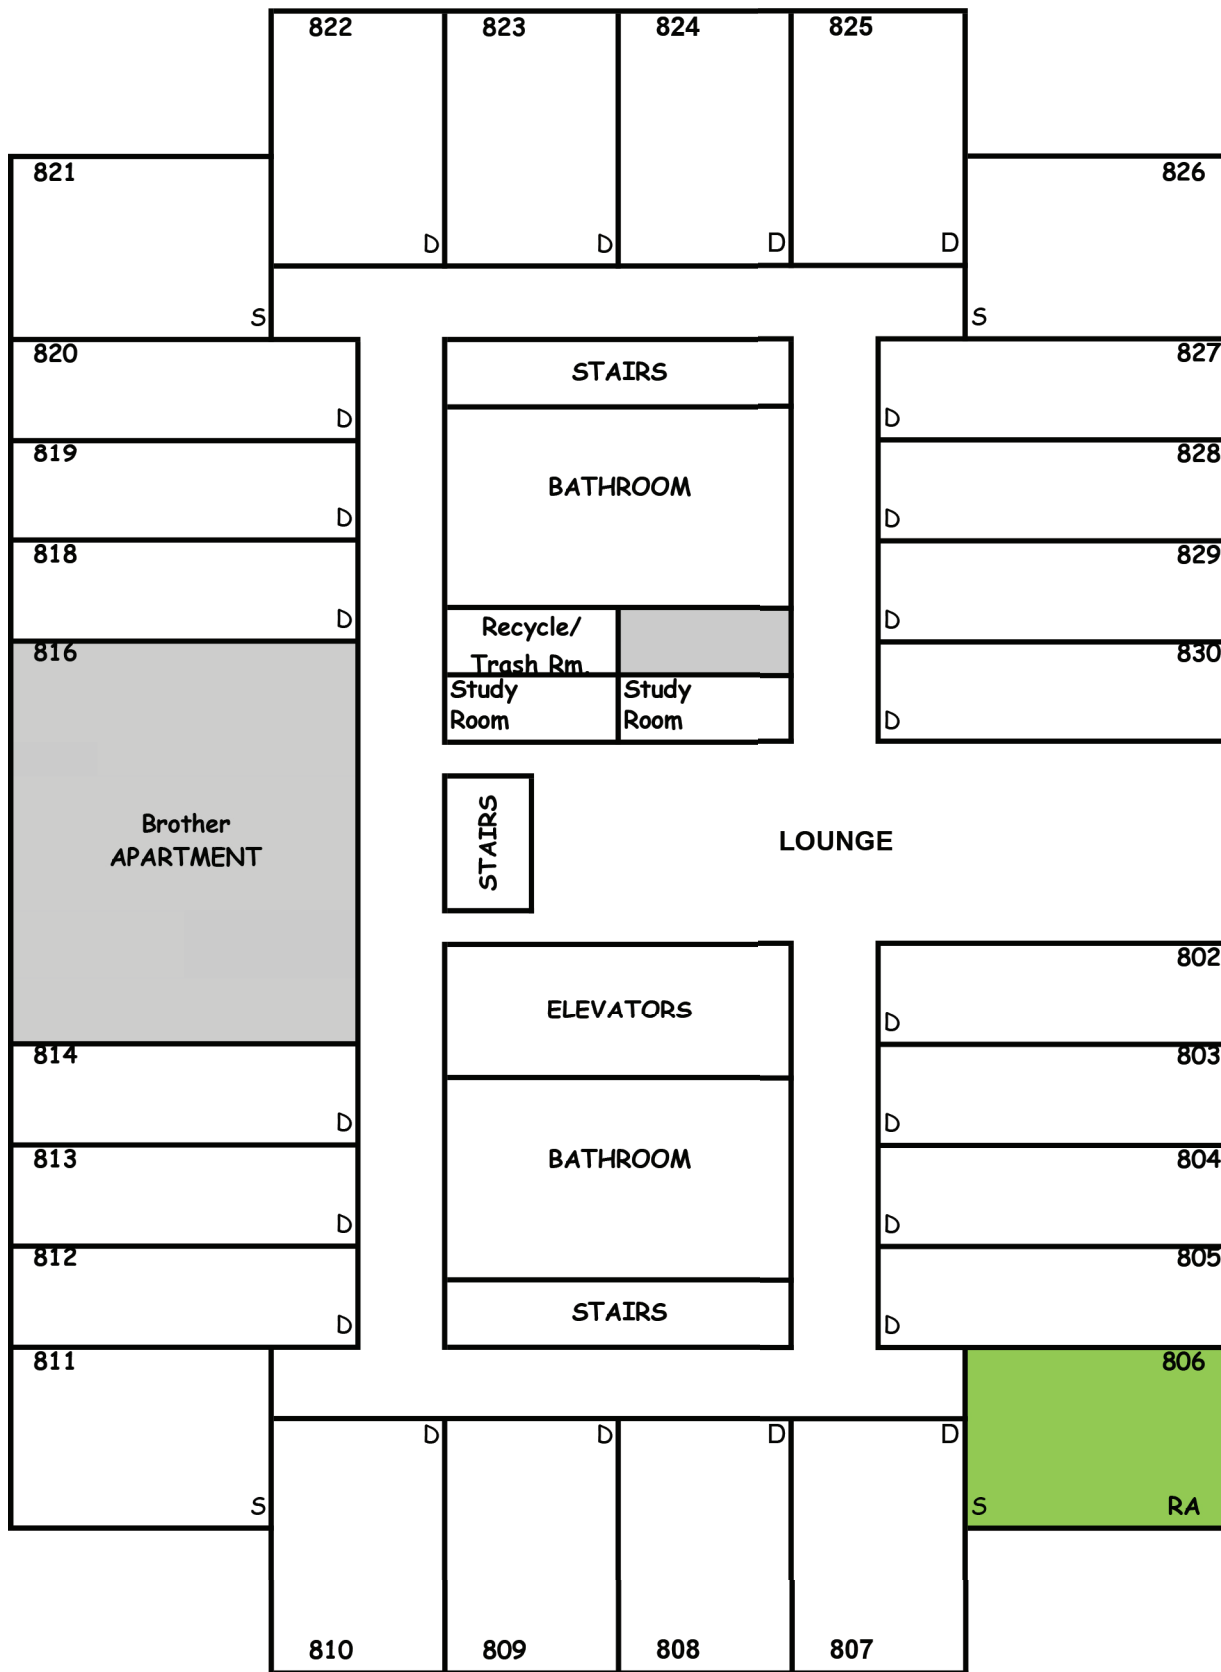 822 823 824 825
D D D D
821 826
S S
820 STAIRS 827
D D
819 BATHROOM 828
D D
818 829
D Recycle/ D
Trash Rm.
816 830
Study Study
Room Room D
STAIRS
Brother
APARTMENT
LOUNGE
802
ELEVATORS
D
814 803
D D
813 BATHROOM 804
D D
812 805
STAIRS
D D
811 806
D D D D
S S RA
810 809 808 807